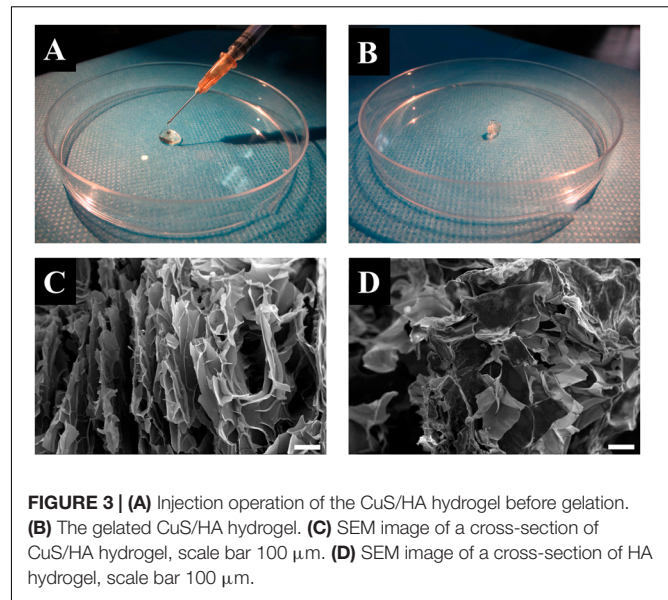 A
B
C
D
FIGURE 3 | (A) Injection operation of the CuS/HA hydrogel before gelation.
(B) The gelated CuS/HA hydrogel. (C) SEM image of a cross-section of
CuS/HA hydrogel, scale bar 100 μm. (D) SEM image of a cross-section of HA
hydrogel, scale bar 100 μm.